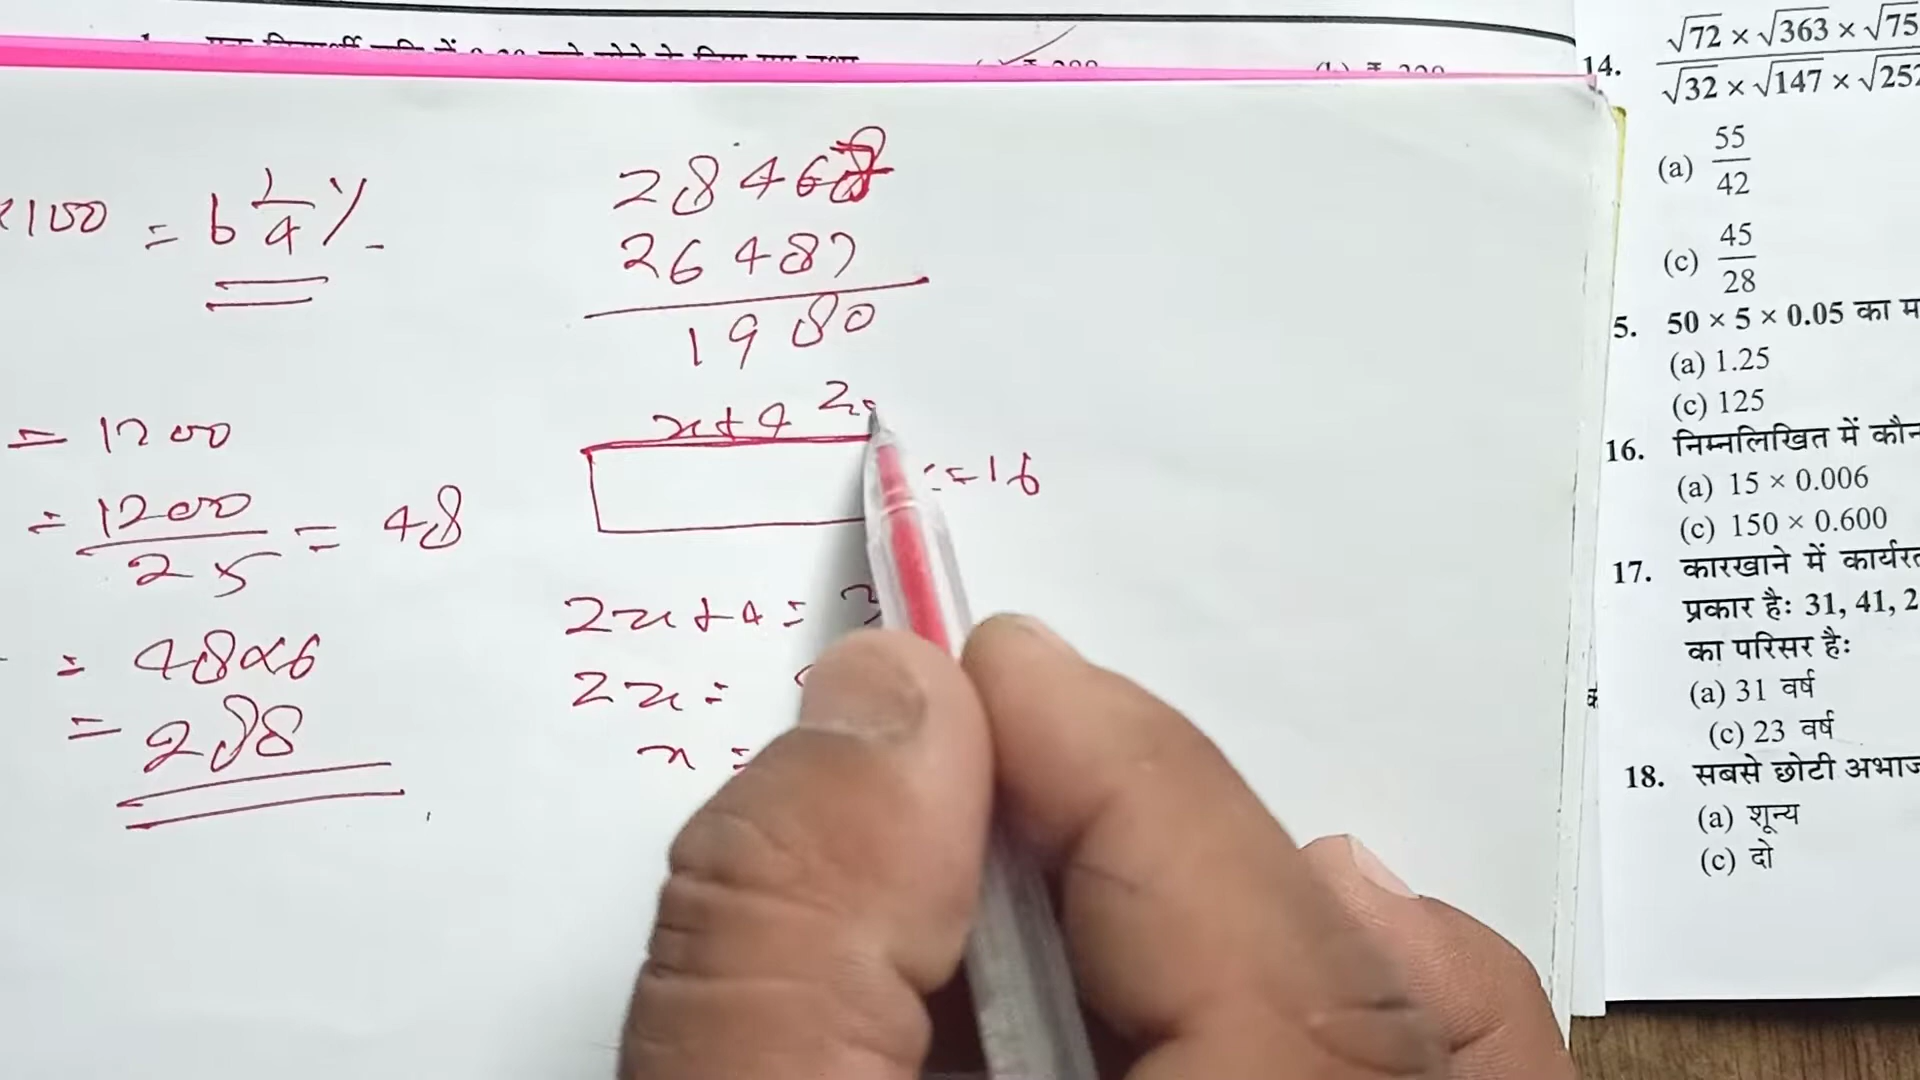 ×100 = 6 1/4 %
= 1200
= 1200/25 = 48
= 48×6
= 288
28468
26487
1980
x+4 20
=16
2x+4=
2x=
x=
14. √72 × √363 × √75
√32 × √147 × √252
(a) 55/42
(c) 45/28
5. 50 × 5 × 0.05 का
(a) 1.25
(c) 125
16. निम्नलिखित में कौन
(a) 15 × 0.006
(c) 150 × 0.600
17. कारखाने में कार्यरत
प्रकार है: 31, 41, 2
का परिसर है:
(a) 31 वर्ष
(c) 23 वर्ष
18. सबसे छोटी अभाज
(a) शून्य
(c) दो